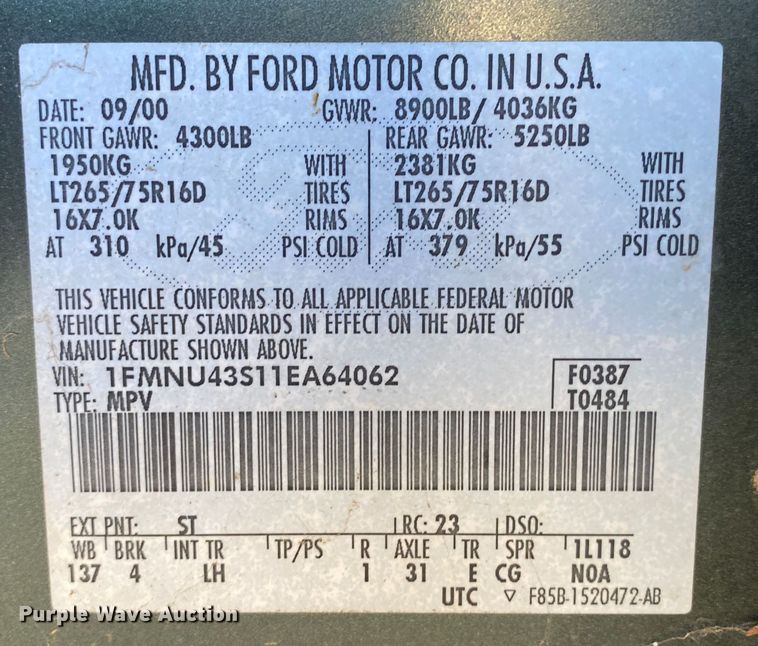 MFD. BY FORD MOTOR CO. IN U.S.A.
DATE: 09/00 GVWR: 8900LB/ 4036KG
FRONT GAWR: 4300LB REAR GAWR: 5250LB
1950KG WITH 2381KG WITH
LT265/75R16D TIRES LT265/75R16D TIRES
16X7.0K RIMS 16X7.0K RIMS
AT 310 kPa/45 PSI COLD AT 379 kPa/55 PSI COLD
THIS VEHICLE CONFORMS TO ALL APPLICABLE FEDERAL MOTOR
VEHICLE SAFETY STANDARDS IN EFFECT ON THE DATE OF
MANUFACTURE SHOWN ABOVE.
VIN: 1FMNU43S11EA64062 F0387
TYPE: MPV T0484
EXT PNT: ST RC: 23 DSO:
WB BRK INT TR TP/PS R AXLE TR SPR 1L118
137 4 LH 1 31 E CG N0A
UTC ▽ F85B-1520472-AB
Purple Wave Auction